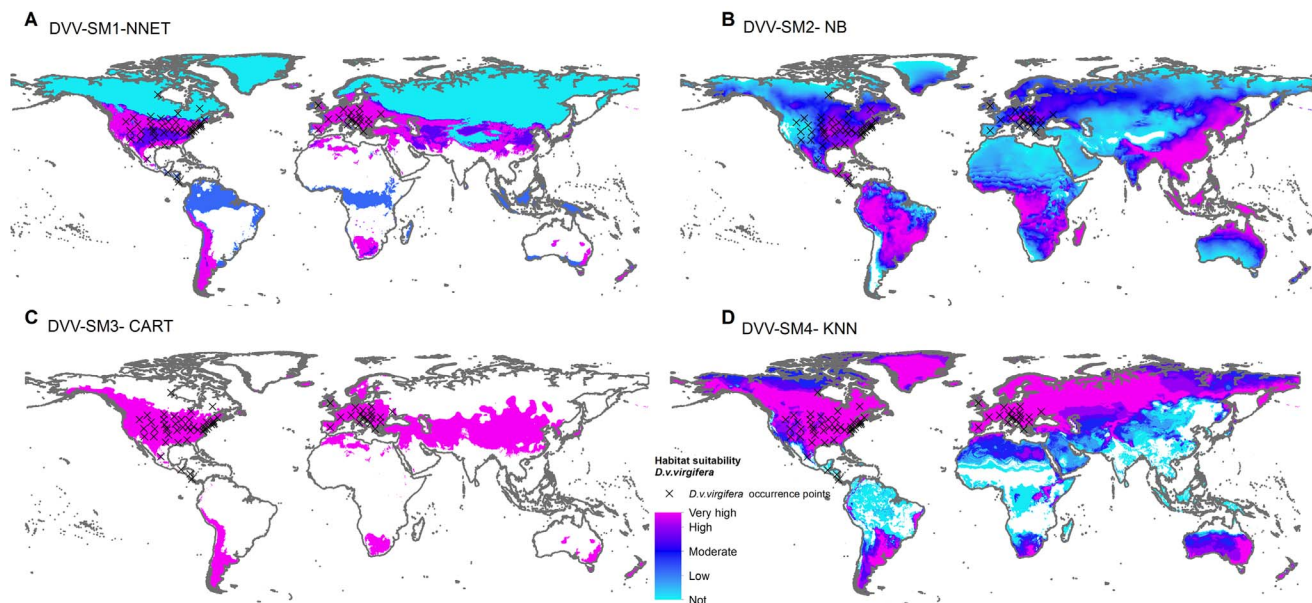 A
DVV-SM1-NNET
B
DVV-SM2- NB
C
DVV-SM3- CART
D
DVV-SM4- KNN
Habitat suitability
D.v.virgifera
× D.v.virgifera occurrence points
Very high
High
Moderate
Low
Not